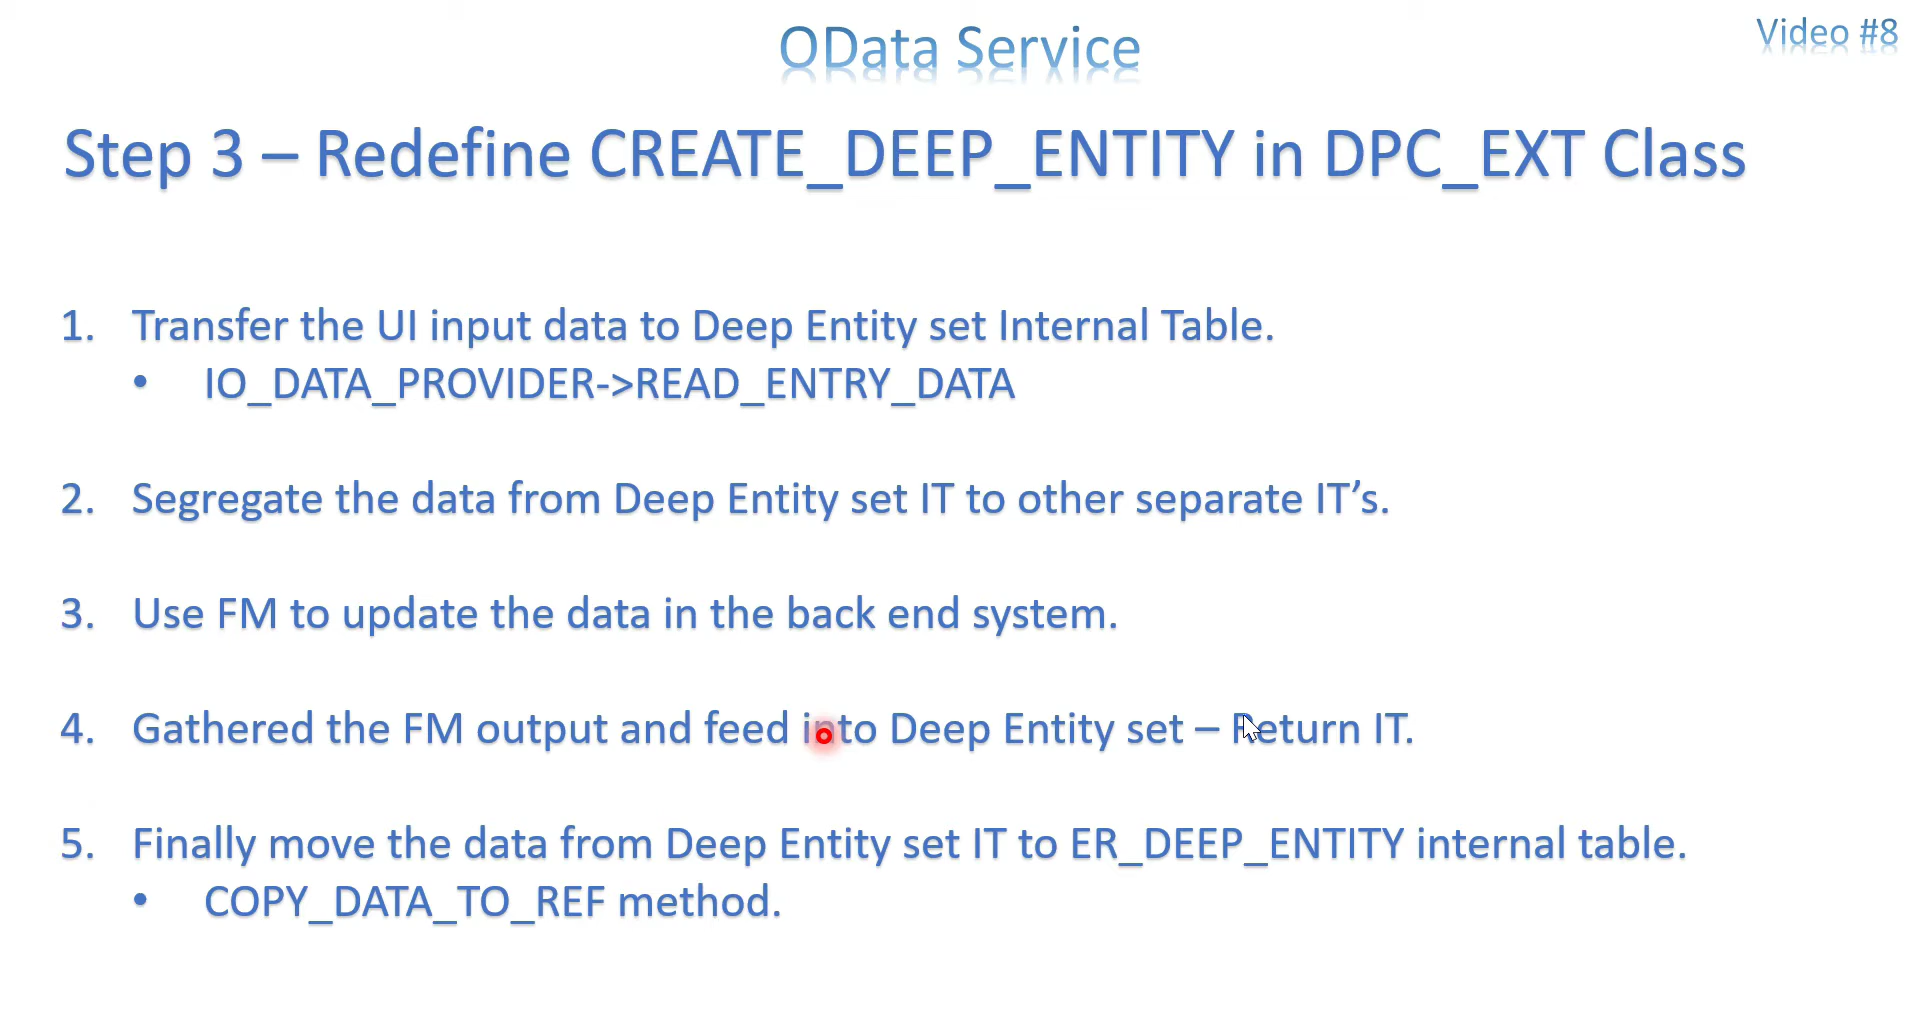 OData Service
Video #8
Step 3 – Redefine CREATE_DEEP_ENTITY in DPC_EXT Class
1. Transfer the UI input data to Deep Entity set Internal Table.
• IO_DATA_PROVIDER->READ_ENTRY_DATA
2. Segregate the data from Deep Entity set IT to other separate IT’s.
3. Use FM to update the data in the back end system.
4. Gathered the FM output and feed into Deep Entity set – Return IT.
5. Finally move the data from Deep Entity set IT to ER_DEEP_ENTITY internal table.
• COPY_DATA_TO_REF method.